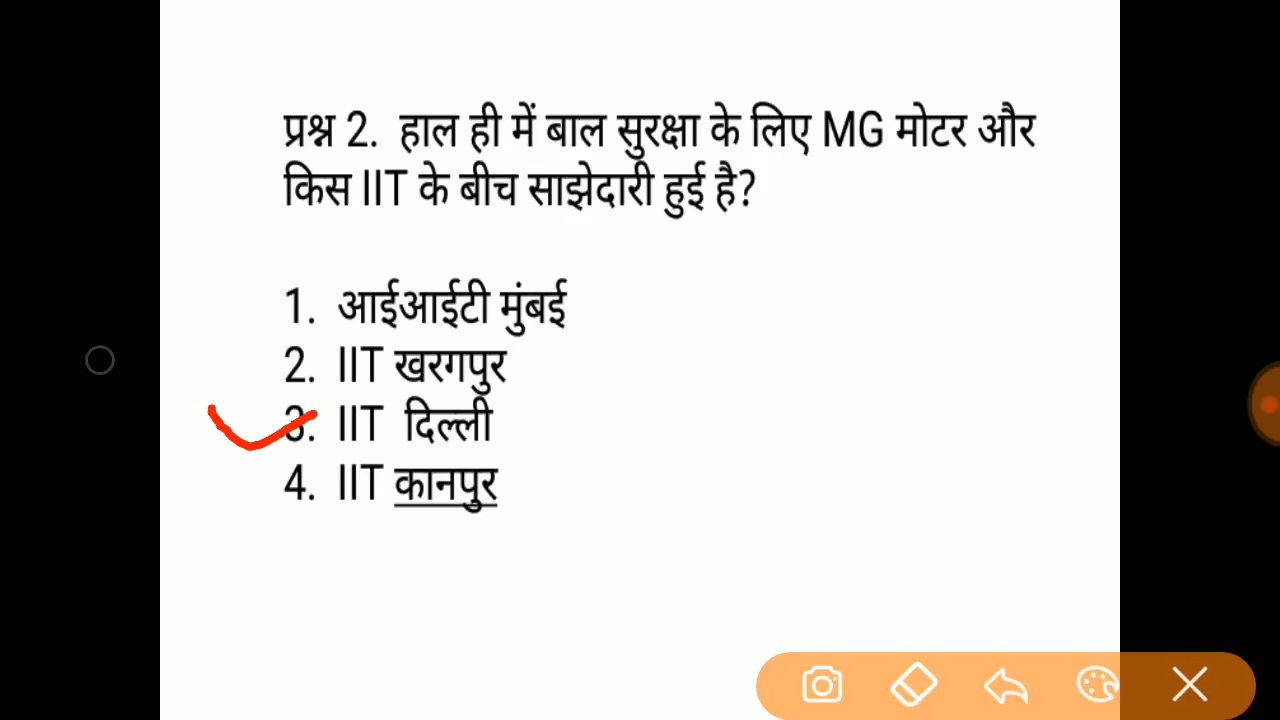 प्रश्न 2. हाल ही में बाल सुरक्षा के लिए MG मोटर और
किस IIT के बीच साझेदारी हुई है?
1. आईआईटी मुंबई
2. IIT खरगपुर
3. IIT दिल्ली
4. IIT कानपुर